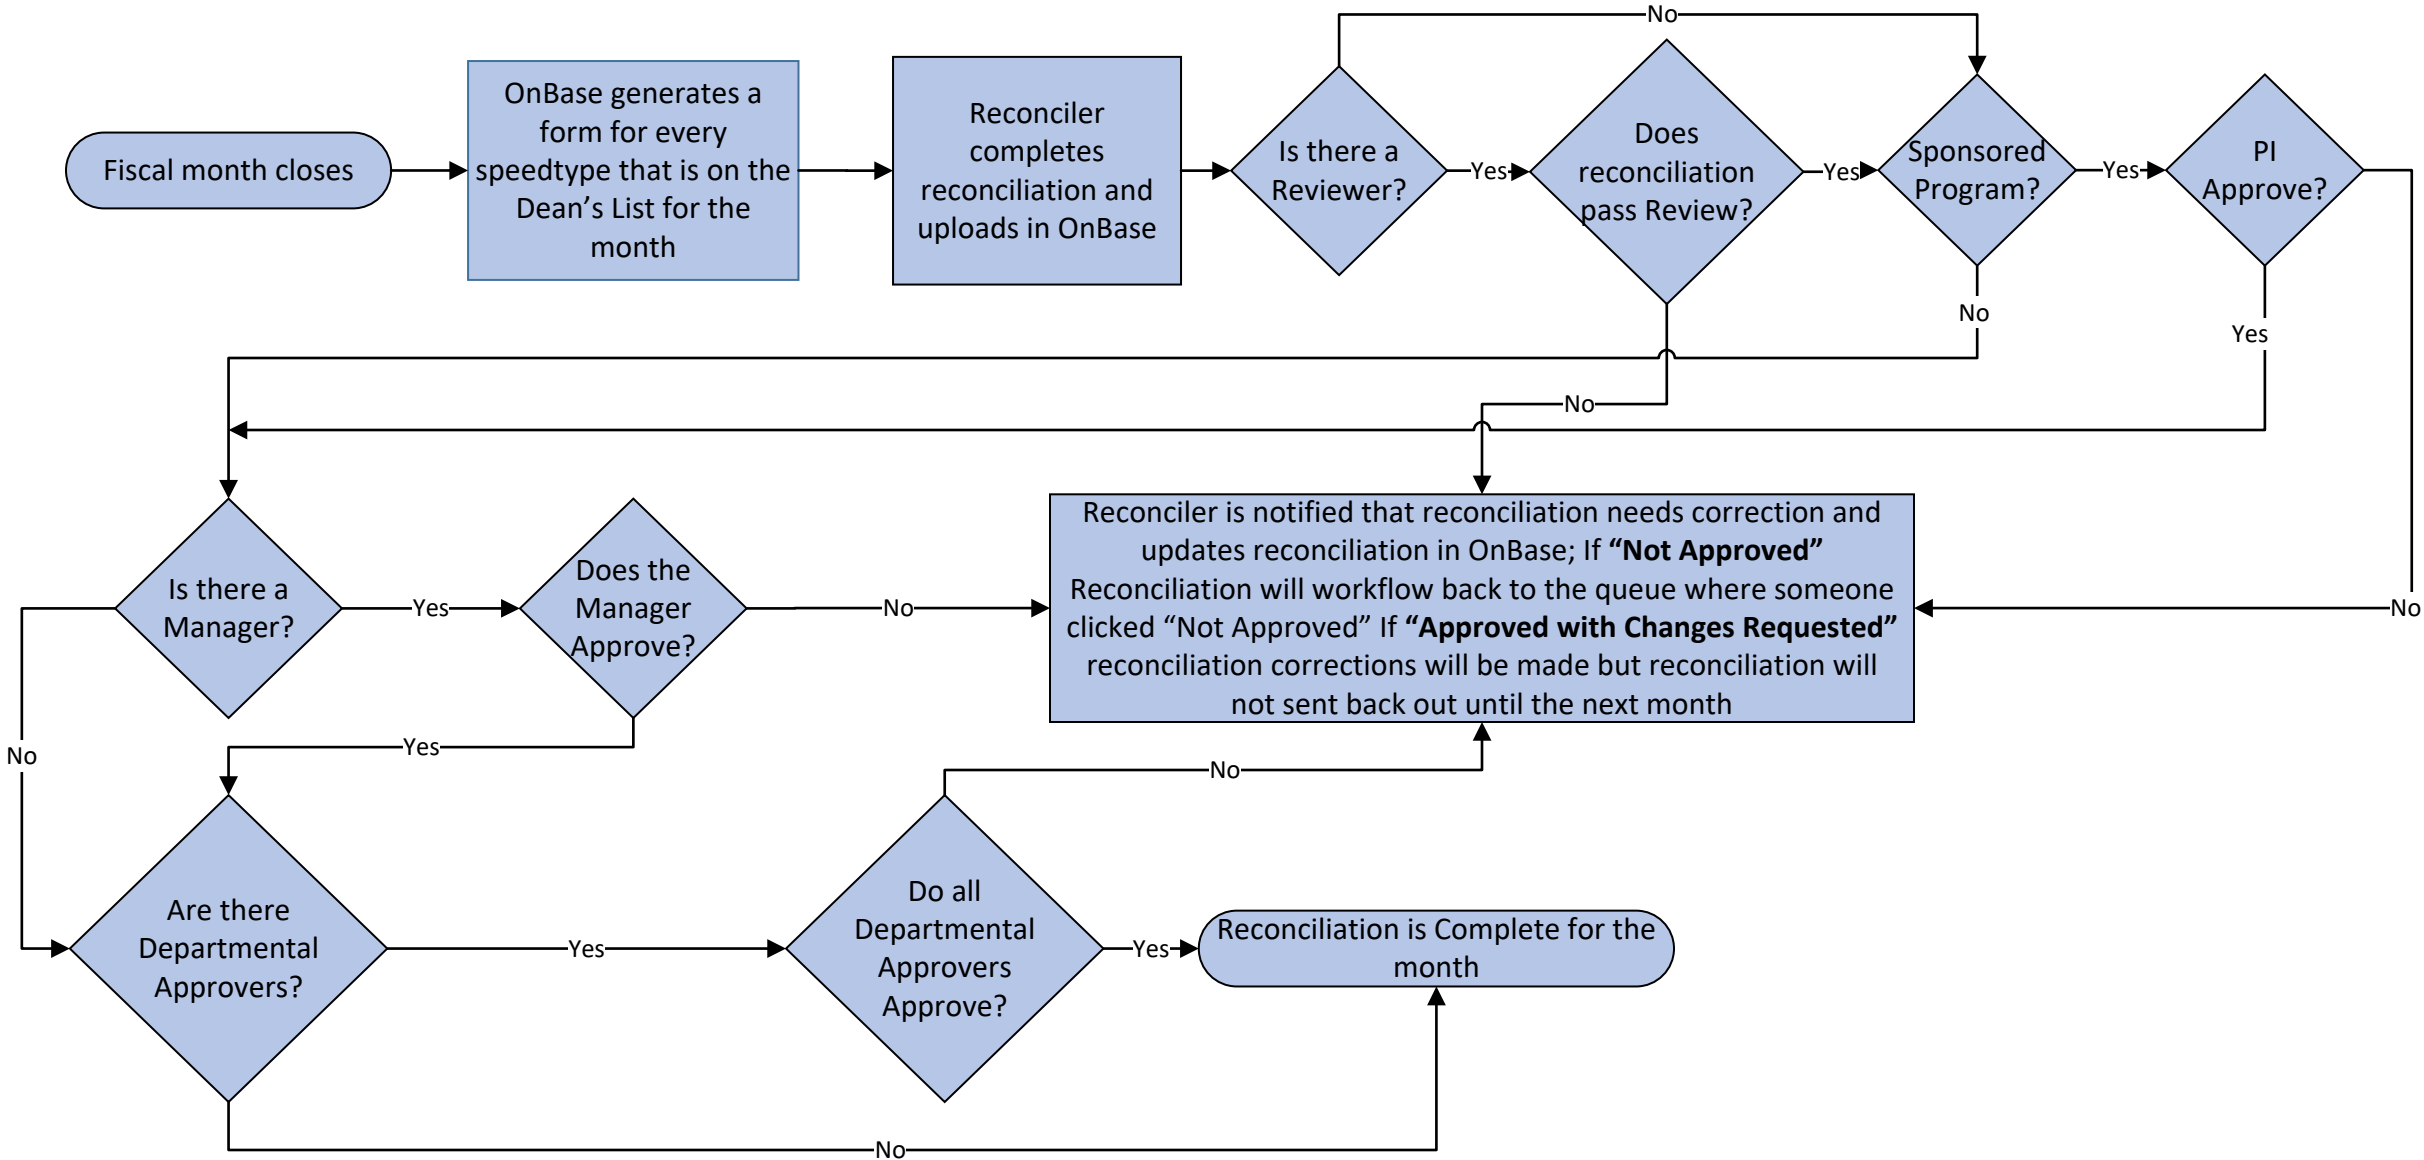 No
Fiscal month closes
OnBase generates a
form for every
speedtype that is on the
Dean’s List for the
month
Reconciler
completes
reconciliation and
uploads in OnBase
Is there a
Reviewer?
Yes
Does
reconciliation
pass Review?
Yes
Sponsored
Program?
Yes
PI
Approve?
No
Yes
No
Is there a
Manager?
Yes
Does the
Manager
Approve?
No
Reconciler is notified that reconciliation needs correction and
updates reconciliation in OnBase; If “Not Approved”
Reconciliation will workflow back to the queue where someone
clicked “Not Approved” If “Approved with Changes Requested”
reconciliation corrections will be made but reconciliation will
not sent back out until the next month
No
No
Yes
No
Are there
Departmental
Approvers?
Yes
Do all
Departmental
Approvers
Approve?
Yes
Reconciliation is Complete for the
month
No